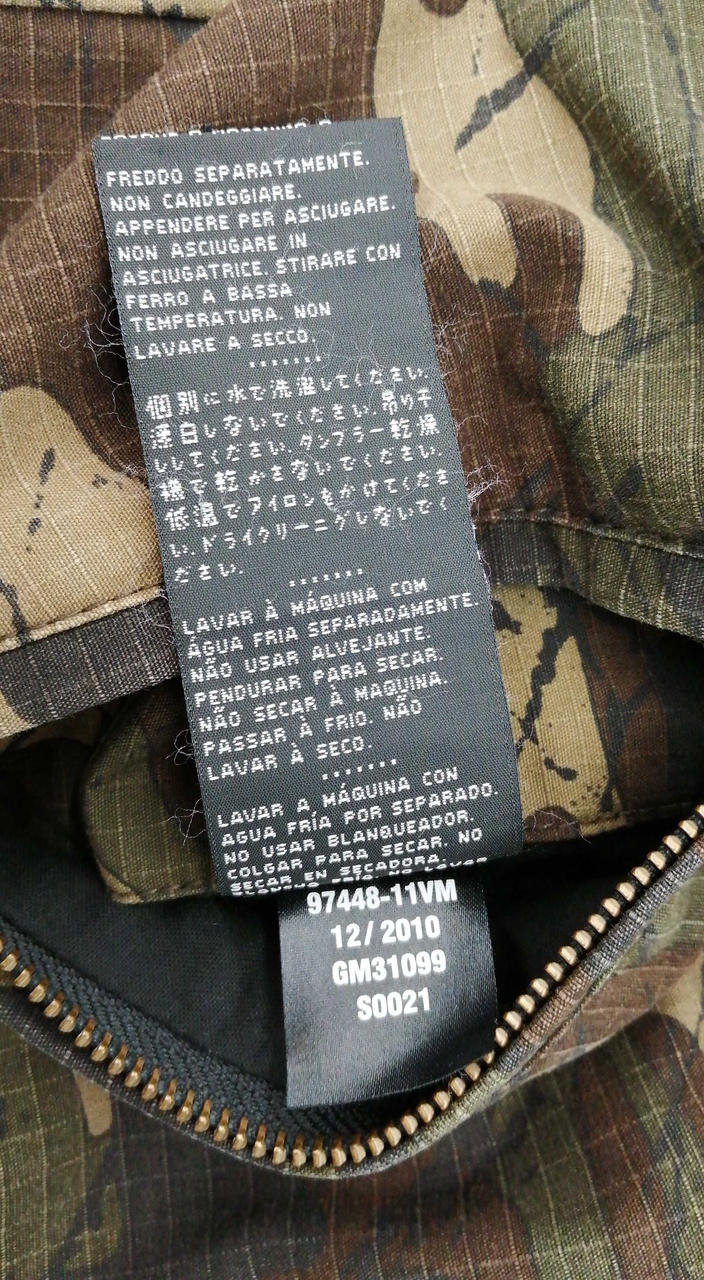 FREDDO SEPARATAMENTE.
NON CANDEGGIARE.
APPENDERE PER ASCIUGARE.
NON ASCIUGARE IN
ASCIUGATRICE. STIRARE CON
FERRO A BASSA
TEMPERATURA. NON
LAVARE A SECCO.
.......
個別に水で洗濯してください.
漂白しないでください.吊り干
ししてください.タンブラー乾燥
機で乾かさないでください.
低温でアイロンをかけてくださ
い.ドライクリーニグしないでく
ださい.
.......
LAVAR À MÁQUINA COM
ÁGUA FRIA SEPARADAMENTE.
NÃO USAR ALVEJANTE.
PENDURAR PARA SECAR.
NÃO SECAR À MAQUINA.
PASSAR À FRIO. NÃO
LAVAR À SECO.
.......
LAVAR A MÁQUINA CON
AGUA FRÍA POR SEPARADO.
NO USAR BLANQUEADOR.
COLGAR PARA SECAR. NO
SECAR EN SECADORA.
97448-11VM
12/2010
GM31099
S0021